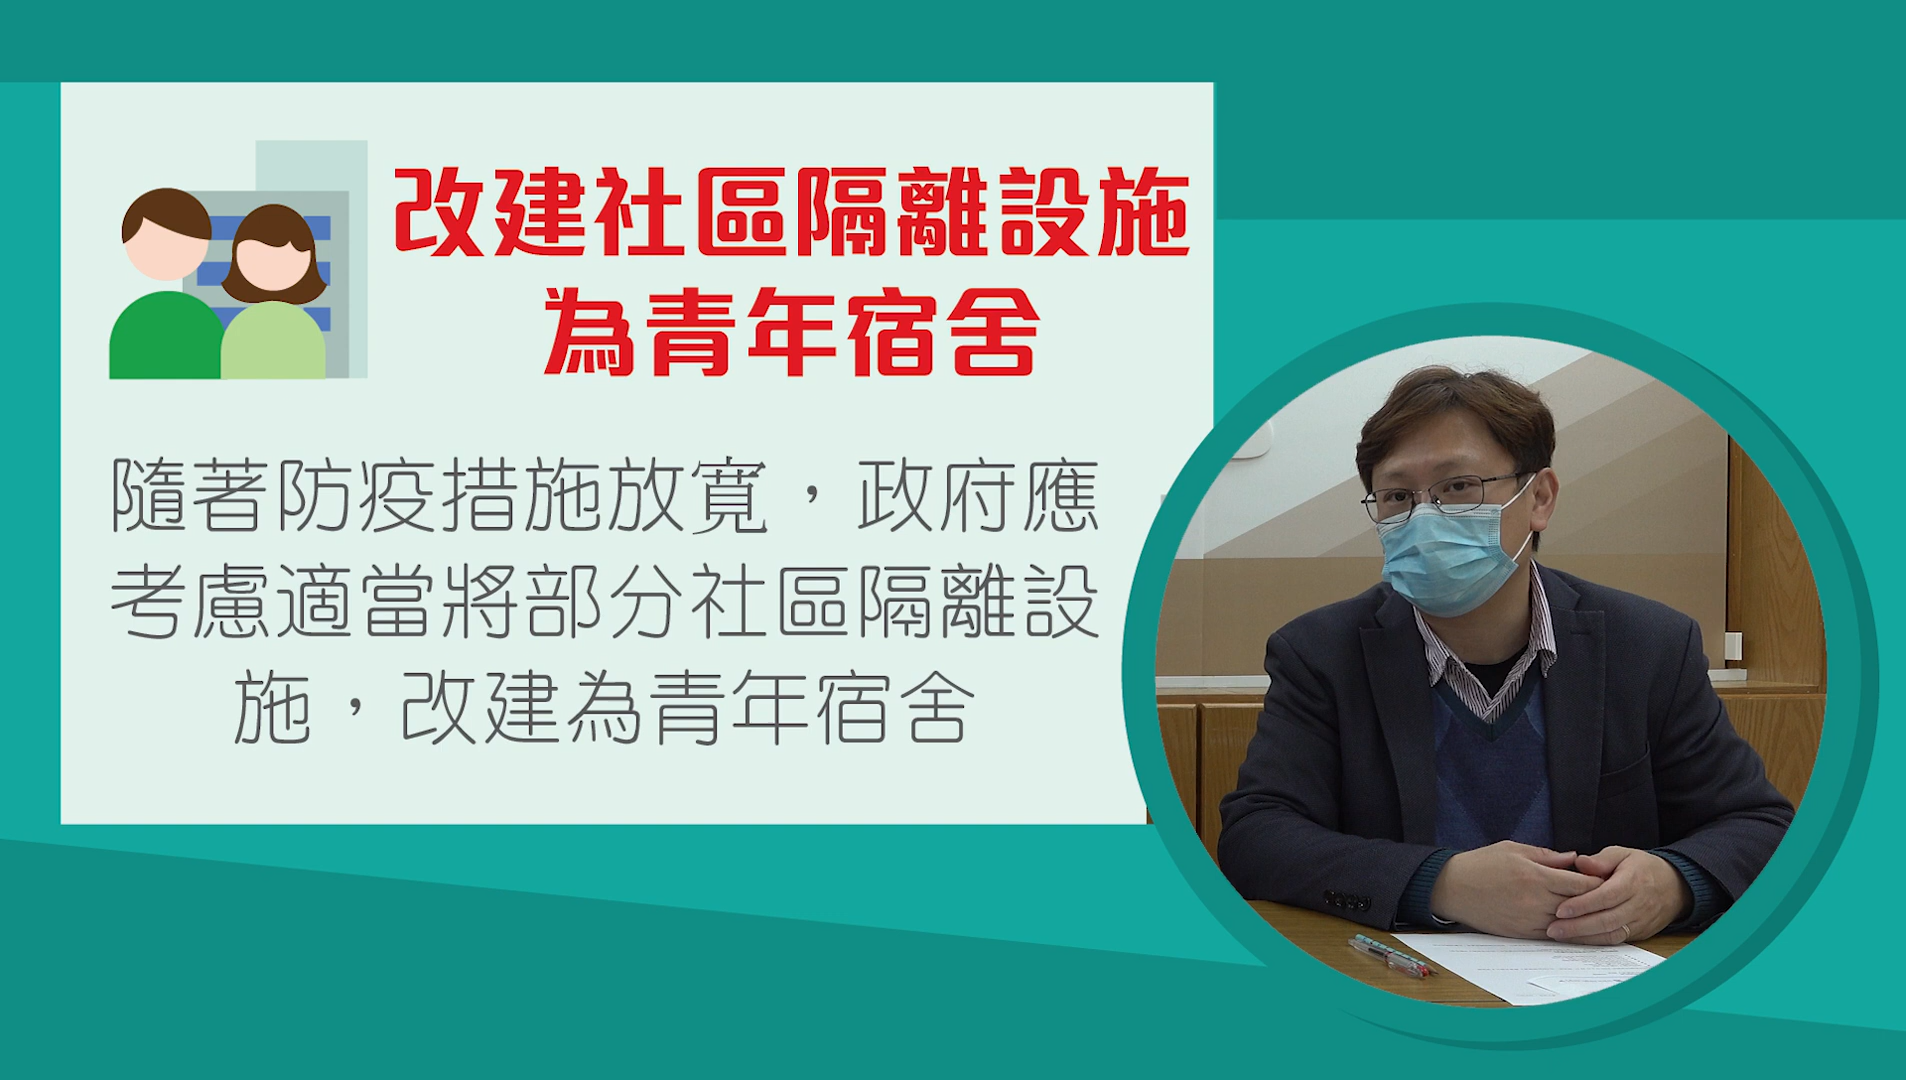 改建社區隔離設施
為青年宿舍
隨著防疫措施放寬，政府應
考慮適當將部分社區隔離設
施，改建為青年宿舍